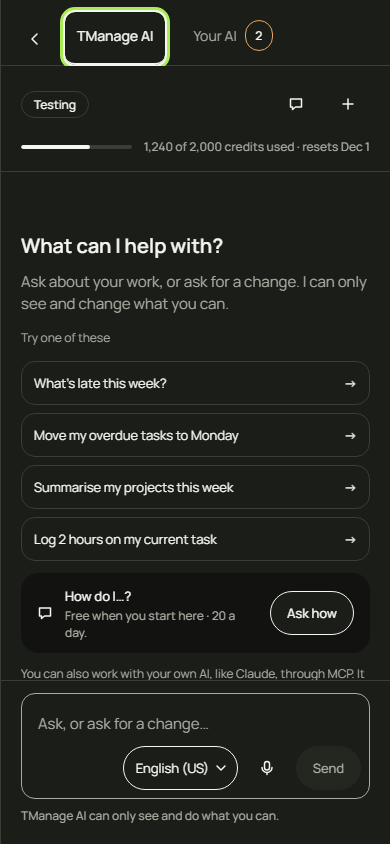 TManage AI
Your AI
2
Testing
1,240 of 2,000 credits used · resets Dec 1
What can I help with?
Ask about your work, or ask for a change. I can only
see and change what you can.
Try one of these
What's late this week?
Move my overdue tasks to Monday
Summarise my projects this week
Log 2 hours on my current task
How do I…?
Free when you start here · 20 a
day.
Ask how
You can also work with your own AI, like Claude, through MCP. It
Ask, or ask for a change…
English (US)
Send
TManage AI can only see and do what you can.